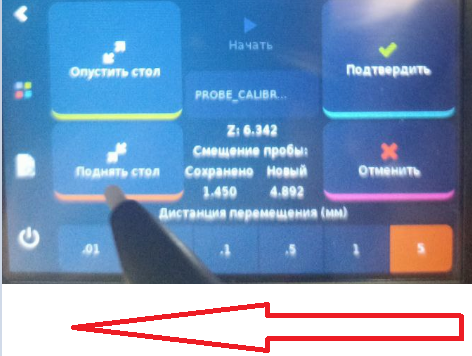 Начать
Опустить стол
Подтвердить
PROBE_CALIBR...
Z: 6.342
Смещение пробы:
Поднять стол
Сохранено Новый
Отменить
1.450 4.892
Дистанция перемещения (мм)
.01 .1 .5 1 5